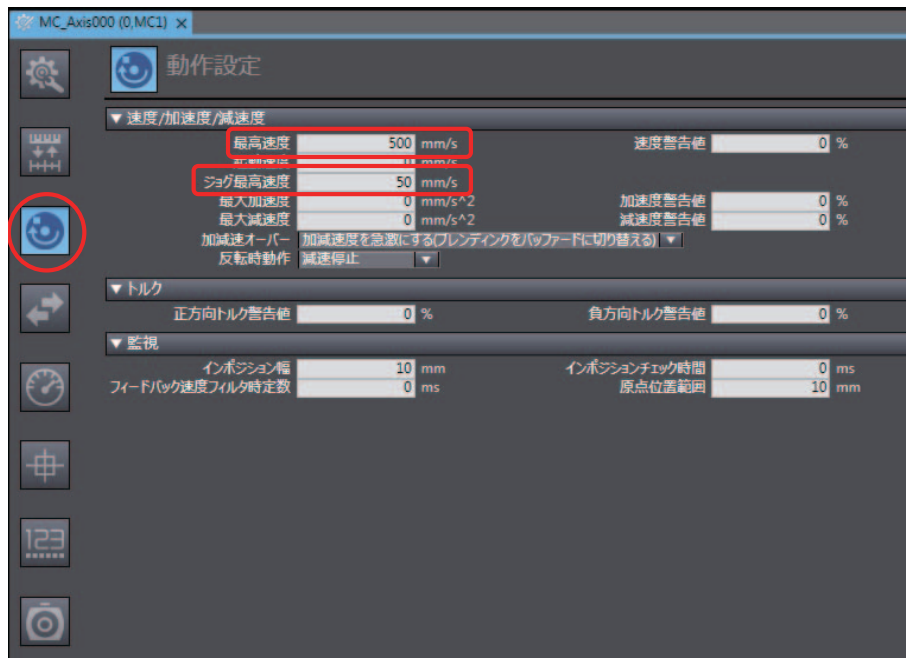 MC_Axis000 (0,MC1) ×
動作設定
▼ 速度/加速度/減速度
最高速度 500 mm/s 速度警告値 0 %
起動速度 0 mm/s
ジョグ最高速度 50 mm/s
最大加速度 0 mm/s^2 加速度警告値 0 %
最大減速度 0 mm/s^2 減速度警告値 0 %
加減速オーバー 加減速度を急激にする(ブレンディングをバッファードに切り替える) ▼
反転時動作 減速停止 ▼
▼ トルク
正方向トルク警告値 0 % 負方向トルク警告値 0 %
▼ 監視
インポジション幅 10 mm インポジションチェック時間 0 ms
フィードバック速度フィルタ時定数 0 ms 原点位置範囲 10 mm
123